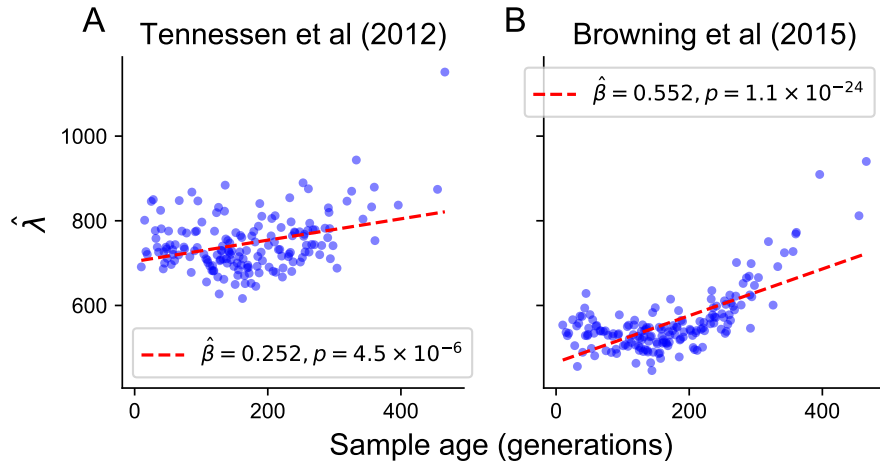 A
Tennessen et al (2012)
B
Browning et al (2015)
β̂ = 0.552, p = 1.1 × 10⁻²⁴
1000
800
600
λ̂
β̂ = 0.252, p = 4.5 × 10⁻⁶
0 200 400
0 200 400
Sample age (generations)